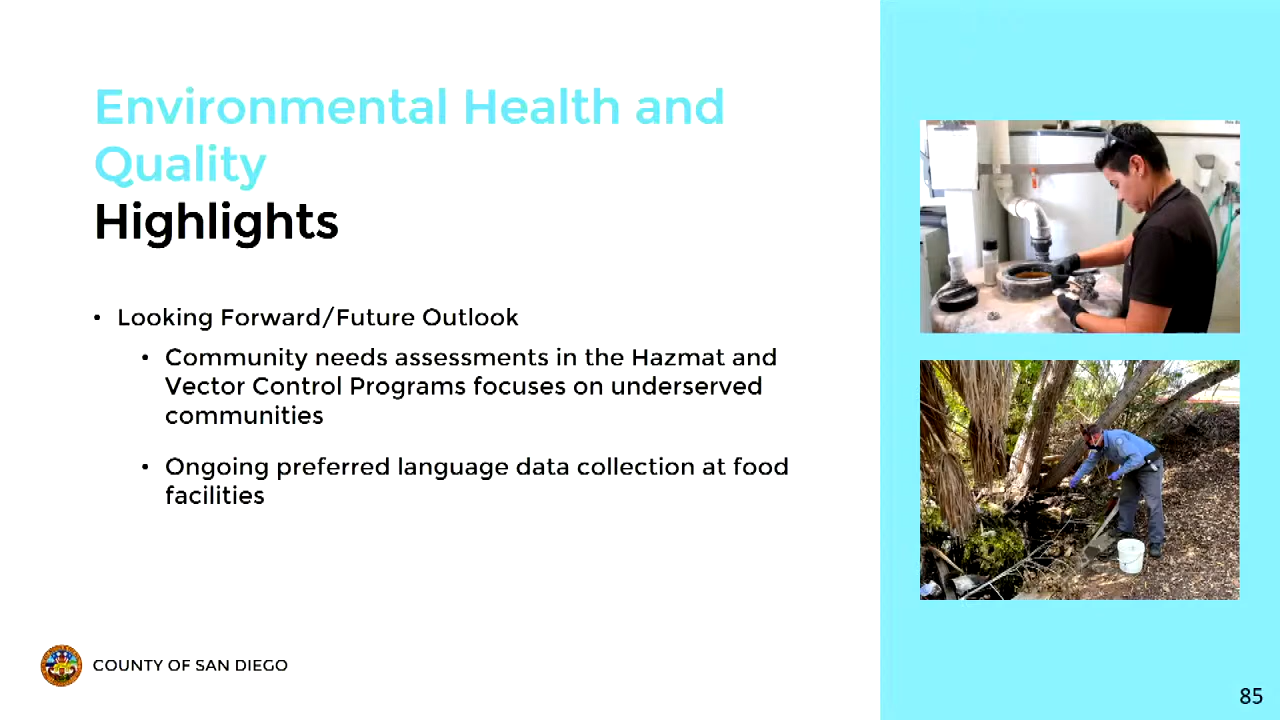 Environmental Health and
Quality
Highlights
• Looking Forward/Future Outlook
• Community needs assessments in the Hazmat and
Vector Control Programs focuses on underserved
communities
• Ongoing preferred language data collection at food
facilities
COUNTY OF SAN DIEGO
85